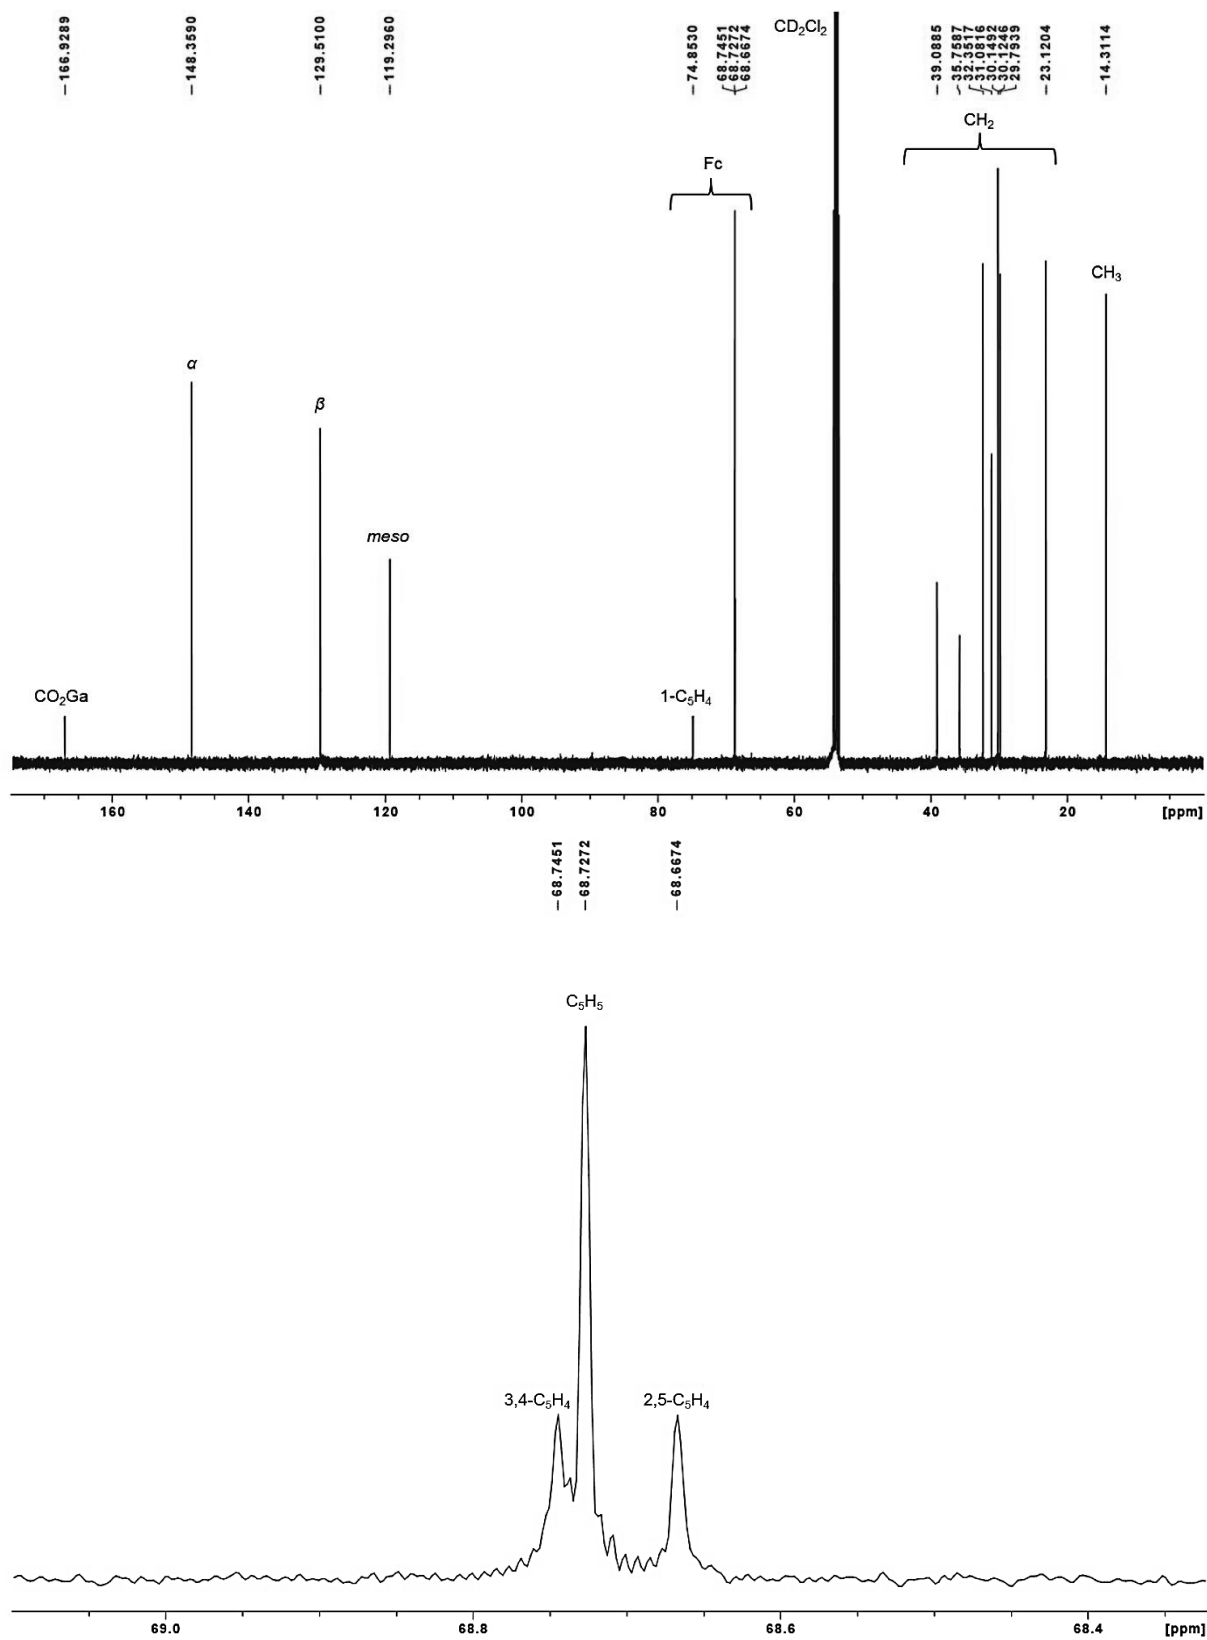 –166.9289
–148.3590
–129.5100
–119.2960
–74.8530
68.7451
68.7272
68.6674
CD₂Cl₂
–39.0885
35.7587
32.3517
31.0816
30.1492
30.1246
29.7939
–23.1204
–14.3114
CH₂
Fc
CH₃
α
β
meso
CO₂Ga
1-C₅H₄
160 140 120 100 80 60 40 20 [ppm]
–68.7451
–68.7272
–68.6674
C₅H₅
3,4-C₅H₄ 2,5-C₅H₄
69.0 68.8 68.6 68.4 [ppm]